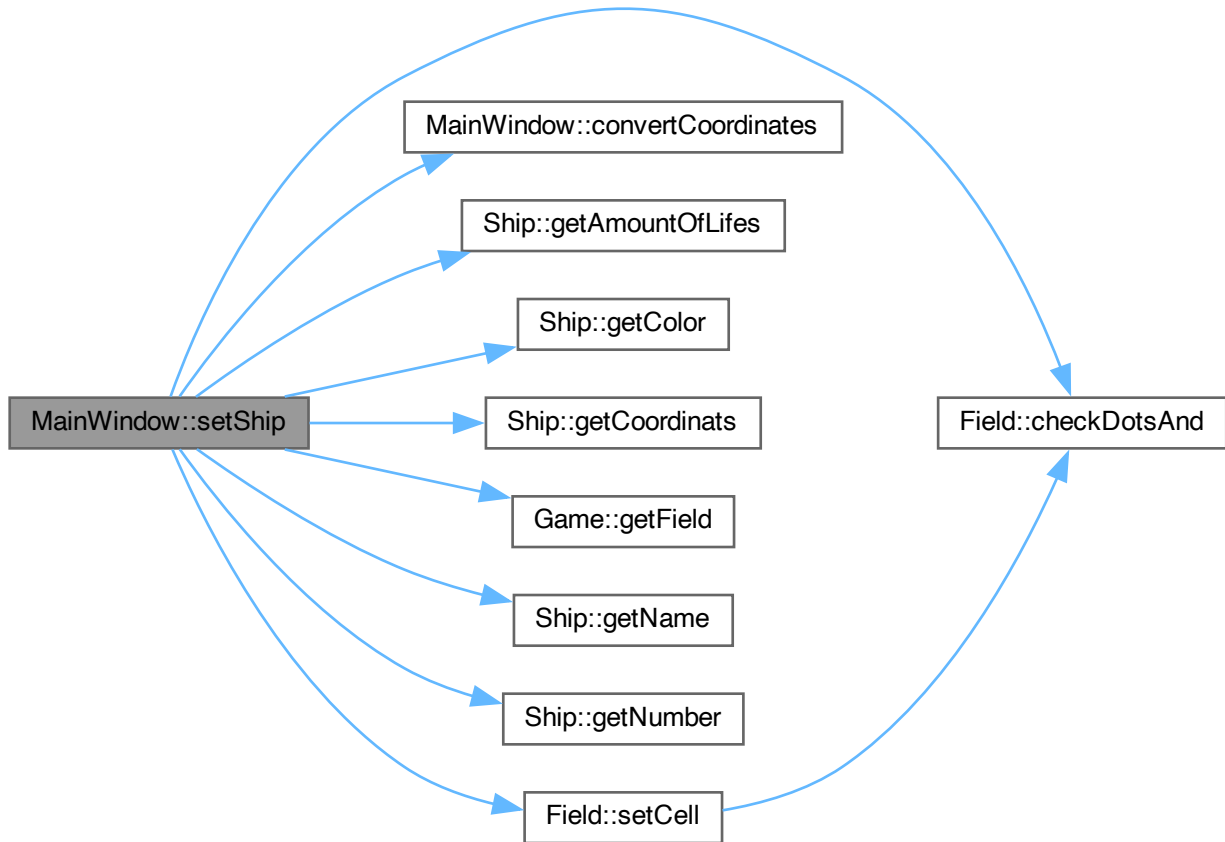 MainWindow::convertCoordinates
Ship::getAmountOfLifes
Ship::getColor
MainWindow::setShip
Ship::getCoordinats
Field::checkDotsAnd
Game::getField
Ship::getName
Ship::getNumber
Field::setCell